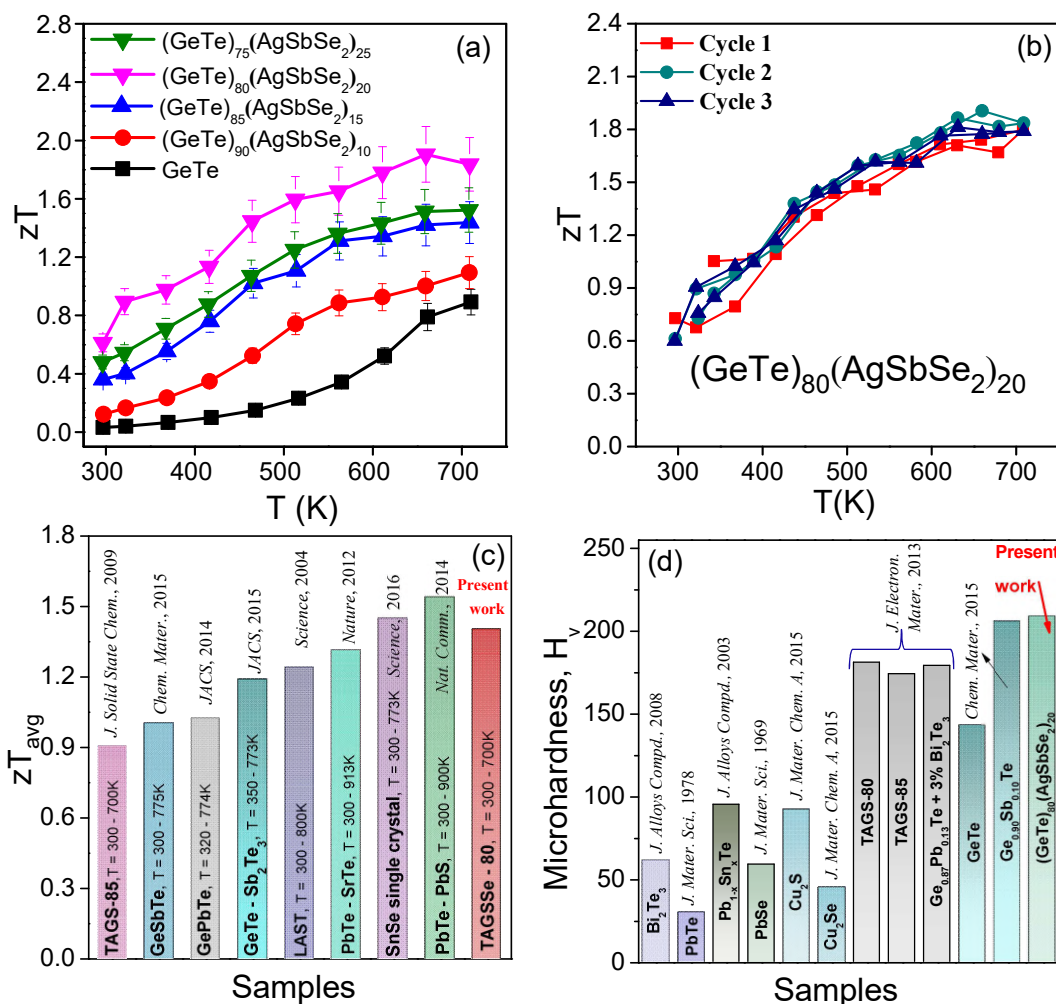 (a)
2.8
2.4
2.0
1.6
1.2
0.8
0.4
0.0
zT
(GeTe)75(AgSbSe2)25
(GeTe)80(AgSbSe2)20
(GeTe)85(AgSbSe2)15
(GeTe)90(AgSbSe2)10
GeTe
300 400 500 600 700
T (K)
(b)
2.4
2.1
1.8
1.5
1.2
0.9
0.6
0.3
0.0
zT
Cycle 1
Cycle 2
Cycle 3
(GeTe)80(AgSbSe2)20
300 400 500 600 700
T(K)
(c)
1.8
1.5
1.2
0.9
0.6
0.3
0.0
zTavg
J. Solid State Chem., 2009
TAGS-85, T = 300 - 700K
Chem. Mater., 2015
GeSbTe, T = 300 - 775K
JACS, 2014
GePbTe, T = 320 - 774K
JACS, 2015
GeTe - Sb2Te3, T = 350 - 773K
Science, 2004
LAST, T = 300 - 800K
Nature, 2012
PbTe - SrTe, T = 300 - 913K
Science, 2016
SnSe single crystal, T = 300 - 773K
Nat. Comm., 2014
PbTe - PbS, T = 300 - 900K
Present
work
TAGSSe - 80, T = 300 - 700K
Samples
(d)
250
200
150
100
50
0
Microhardness, Hv
J. Alloys Compd., 2008
Bi2Te3
J. Mater. Sci., 1978
PbTe
J. Alloys Compd., 2003
Pb1-xSnxTe
J. Mater. Sci., 1969
PbSe
J. Mater. Chem. A, 2015
Cu2S
J. Mater. Chem. A, 2015
Cu2Se
J. Electron.
Mater., 2013
TAGS-80
TAGS-85
Ge0.87Pb0.13Te + 3% Bi2Te3
Chem. Mater., 2015
GeTe
Ge0.90Sb0.10Te
Present
work
(GeTe)80(AgSbSe2)20
Samples